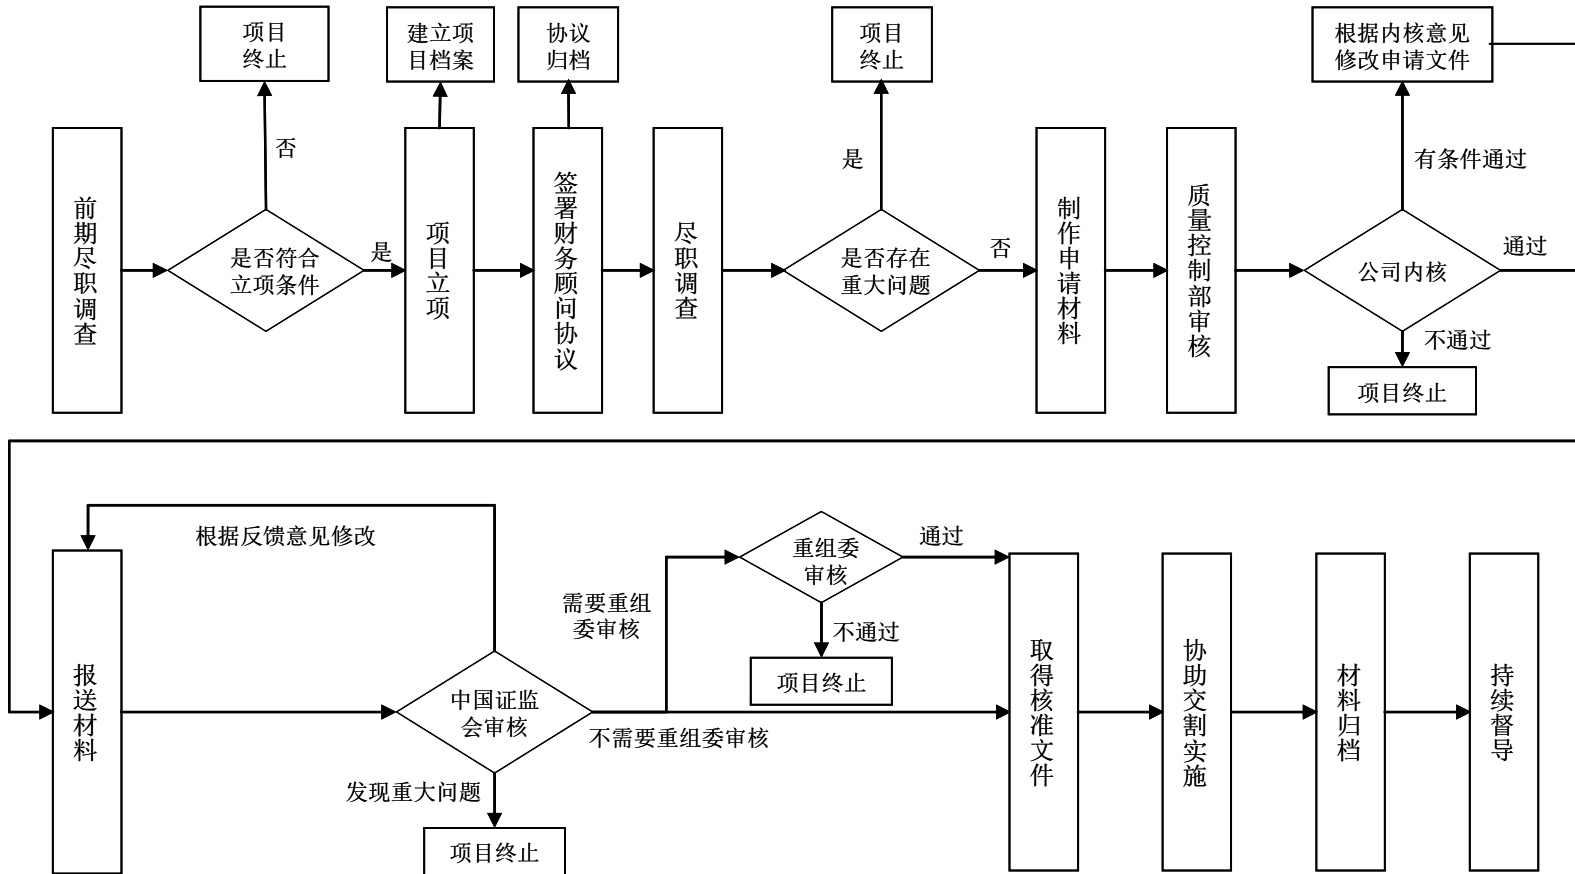 项目
终止
建立项
目档案
协议
归档
项目
终止
根据内核意见
修改申请文件
否
是
有条件通过
前期尽职调查
是否符合
立项条件
是
项目立项
签署财务顾问协议
尽职调查
是否存在
重大问题
否
制作申请材料
质量控制部审核
公司内核
通过
不通过
项目终止
根据反馈意见修改
重组委
审核
通过
需要重组
委审核
不通过
项目终止
报送材料
中国证监
会审核
不需要重组委审核
发现重大问题
项目终止
取得核准文件
协助交割实施
材料归档
持续督导